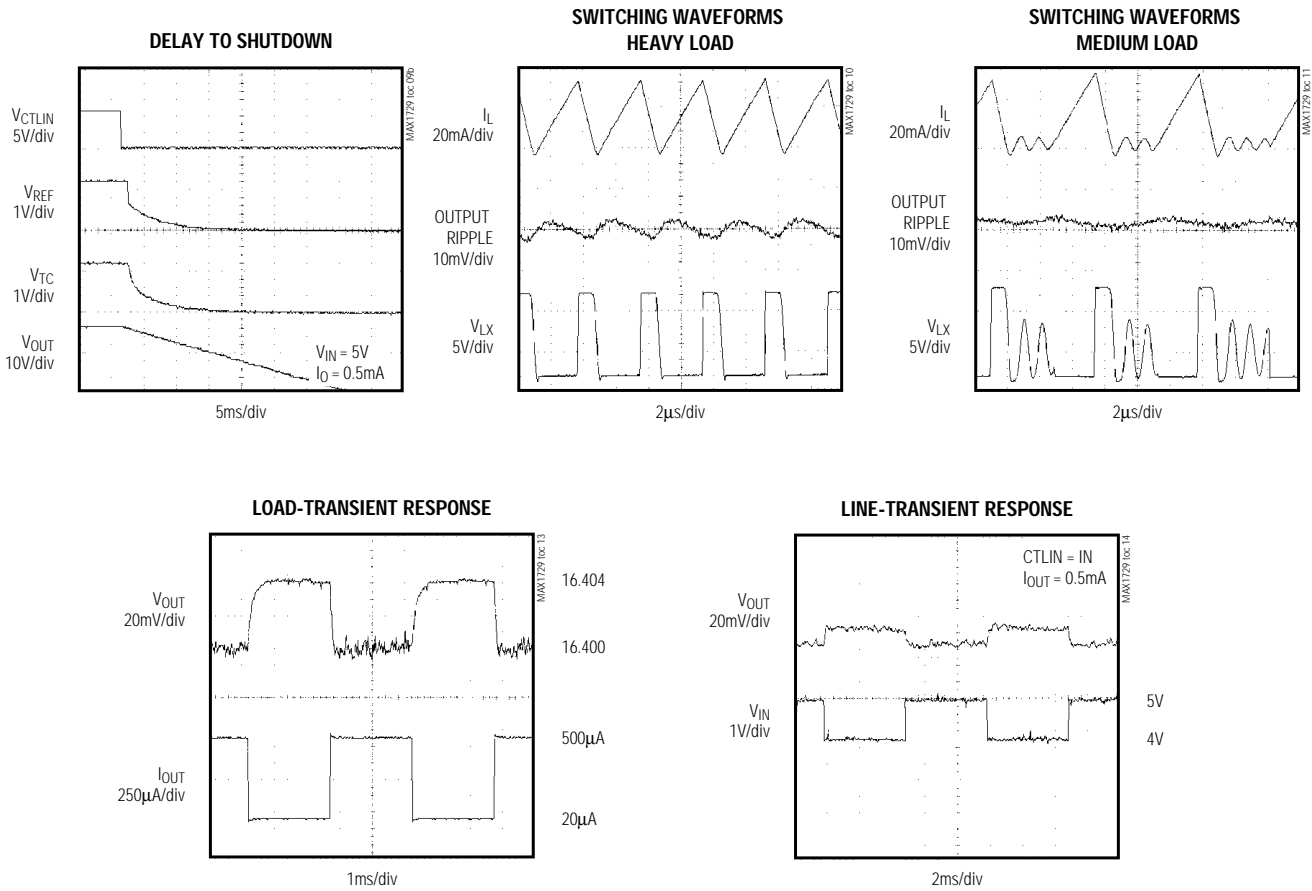 DELAY TO SHUTDOWN
MAX1729 toc 09b
VCTLIN
5V/div
VREF
1V/div
VTC
1V/div
VOUT
10V/div
VIN = 5V
IO = 0.5mA
5ms/div
SWITCHING WAVEFORMS
HEAVY LOAD
MAX1729 toc 10
IL
20mA/div
OUTPUT
RIPPLE
10mV/div
VLX
5V/div
2μs/div
SWITCHING WAVEFORMS
MEDIUM LOAD
MAX1729 toc 11
IL
20mA/div
OUTPUT
RIPPLE
10mV/div
VLX
5V/div
2μs/div
LOAD-TRANSIENT RESPONSE
MAX1729 toc 13
VOUT
20mV/div
16.404
16.400
IOUT
250μA/div
500μA
20μA
1ms/div
LINE-TRANSIENT RESPONSE
MAX1729 toc 14
CTLIN = IN
IOUT = 0.5mA
VOUT
20mV/div
VIN
1V/div
5V
4V
2ms/div